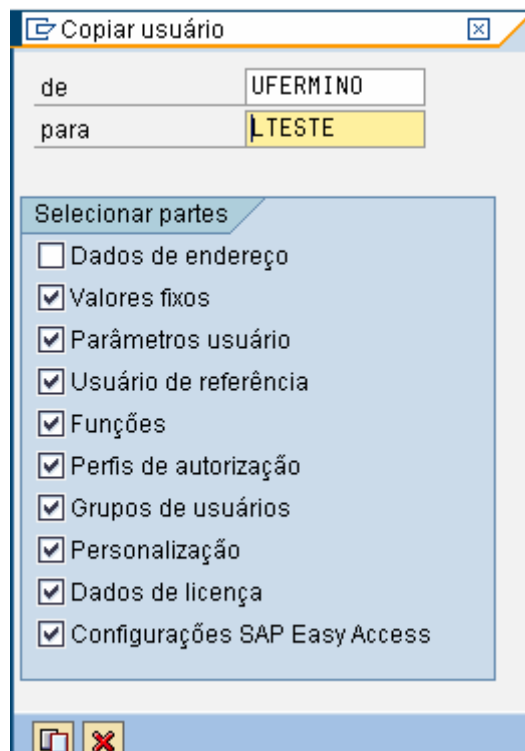 Copiar usuário
de UFERMINO
para LTESTE
Selecionar partes
Dados de endereço
Valores fixos
Parâmetros usuário
Usuário de referência
Funções
Perfis de autorização
Grupos de usuários
Personalização
Dados de licença
Configurações SAP Easy Access